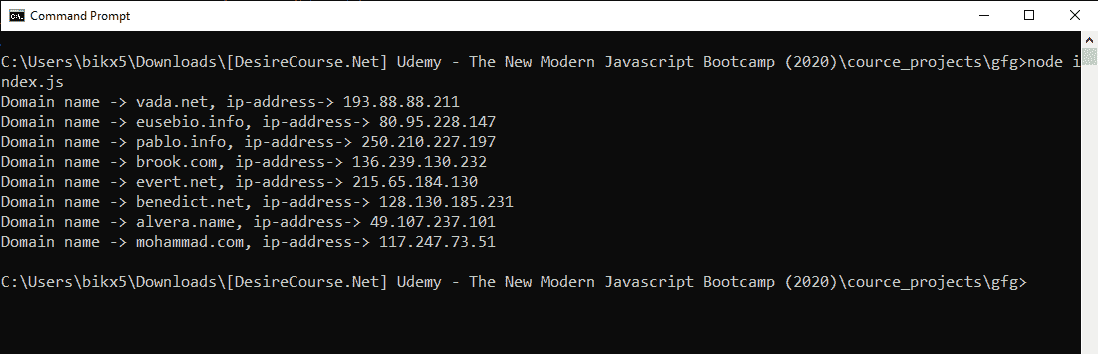 Command Prompt
C:\Users\bikx5\Downloads\[DesireCourse.Net] Udemy - The New Modern Javascript Bootcamp (2020)\cource_projects\gfg>node i
ndex.js
Domain name -> vada.net, ip-address-> 193.88.88.211
Domain name -> eusebio.info, ip-address-> 80.95.228.147
Domain name -> pablo.info, ip-address-> 250.210.227.197
Domain name -> brook.com, ip-address-> 136.239.130.232
Domain name -> evert.net, ip-address-> 215.65.184.130
Domain name -> benedict.net, ip-address-> 128.130.185.231
Domain name -> alvera.name, ip-address-> 49.107.237.101
Domain name -> mohammad.com, ip-address-> 117.247.73.51
C:\Users\bikx5\Downloads\[DesireCourse.Net] Udemy - The New Modern Javascript Bootcamp (2020)\cource_projects\gfg>